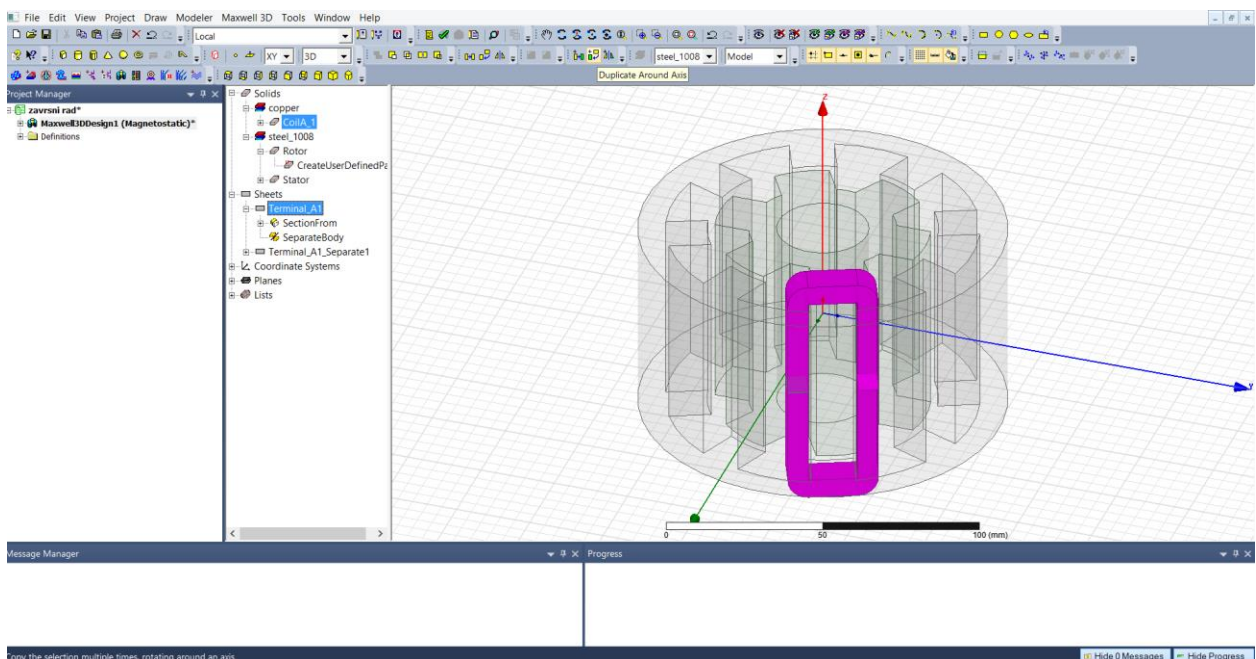 File Edit View Project Draw Modeler Maxwell 3D Tools Window Help
Local
XY 3D steel_1008 Model
Duplicate Around Axis
Project Manager
zavrsni rad*
Maxwell3DDesign1 (Magnetostatic)*
Definitions
Solids
copper
CoilA_1
steel_1008
Rotor
CreateUserDefinedPa
Stator
Sheets
Terminal_A1
SectionFrom
SeparateBody
Terminal_A1_Separate1
Coordinate Systems
Planes
Lists
z
y
0 50 100 (mm)
Message Manager
Progress
Copy the selection multiple times, rotating around an axis
Hide 0 Messages Hide Progress